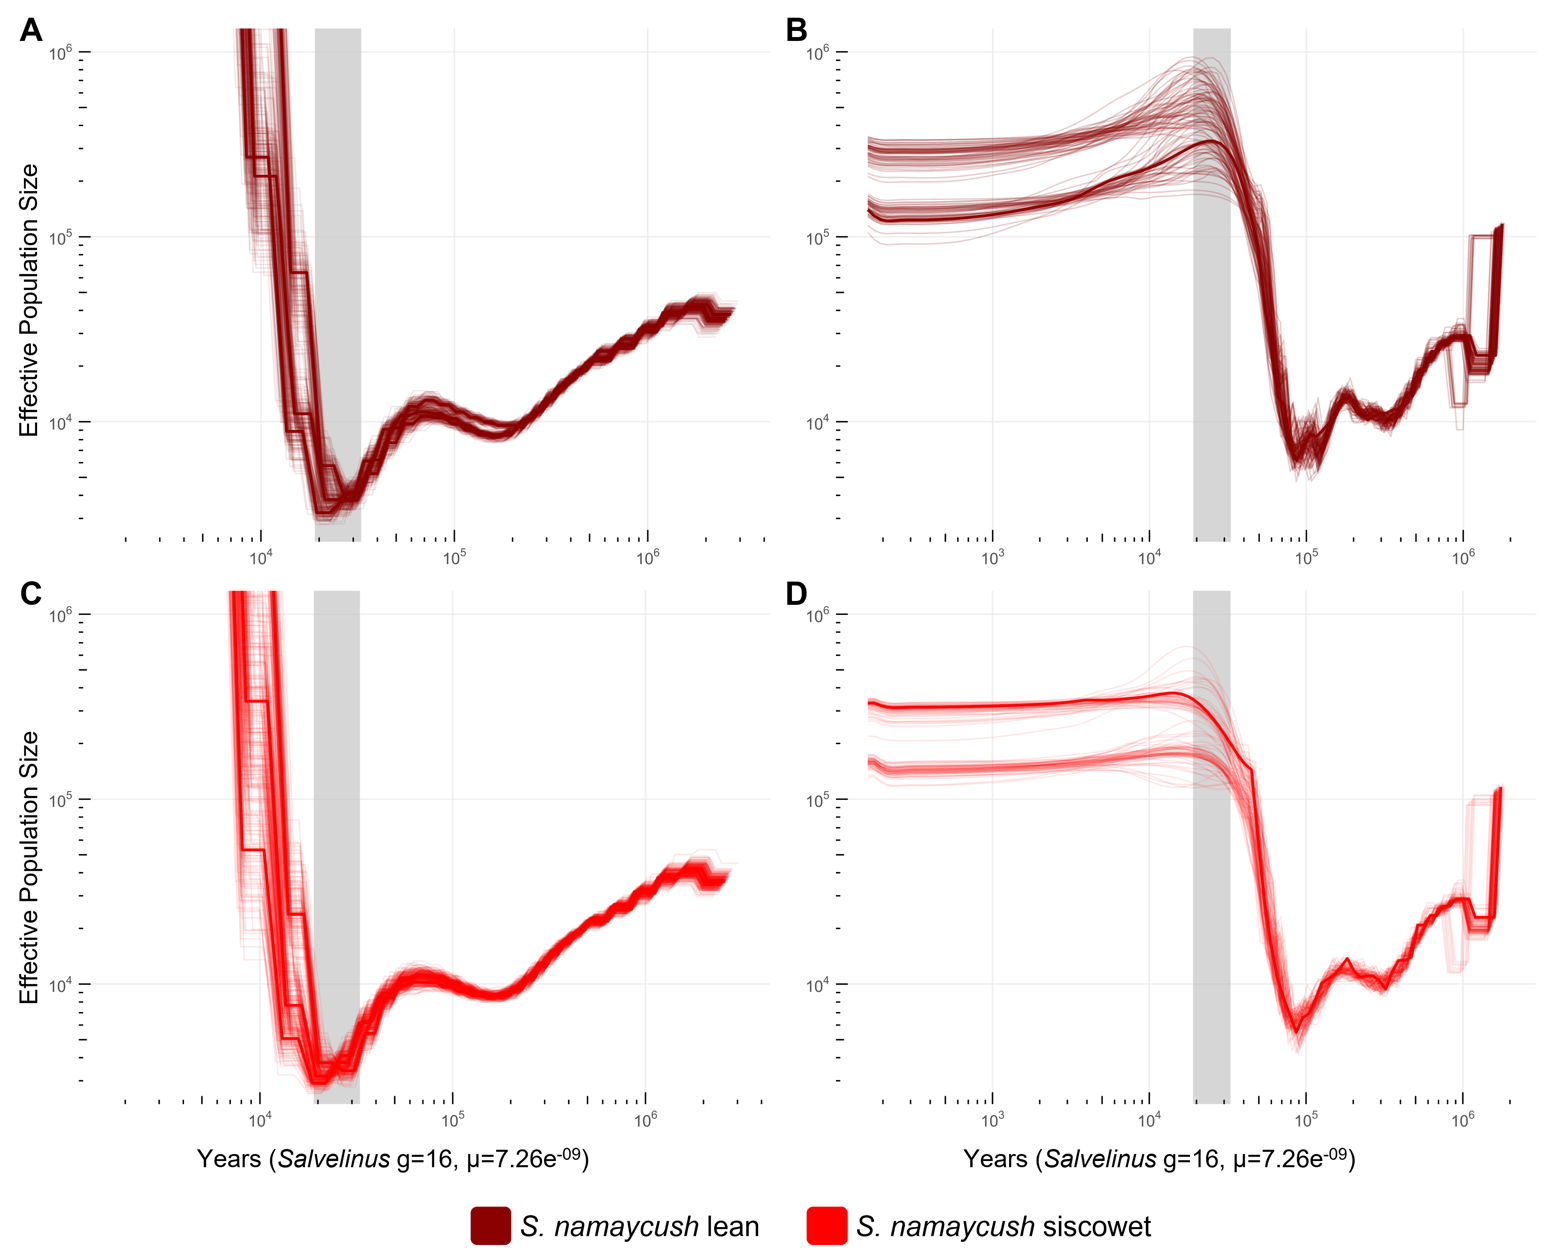 A
B
10⁶
10⁵
10⁴
Effective Population Size
10⁴ 10⁵ 10⁶
10⁶
10⁵
10⁴
10³ 10⁴ 10⁵ 10⁶
C
D
10⁶
10⁵
10⁴
Effective Population Size
10⁴ 10⁵ 10⁶
10⁶
10⁵
10⁴
10³ 10⁴ 10⁵ 10⁶
Years (Salvelinus g=16, μ=7.26e⁻⁰⁹)
Years (Salvelinus g=16, μ=7.26e⁻⁰⁹)
S. namaycush lean
S. namaycush siscowet